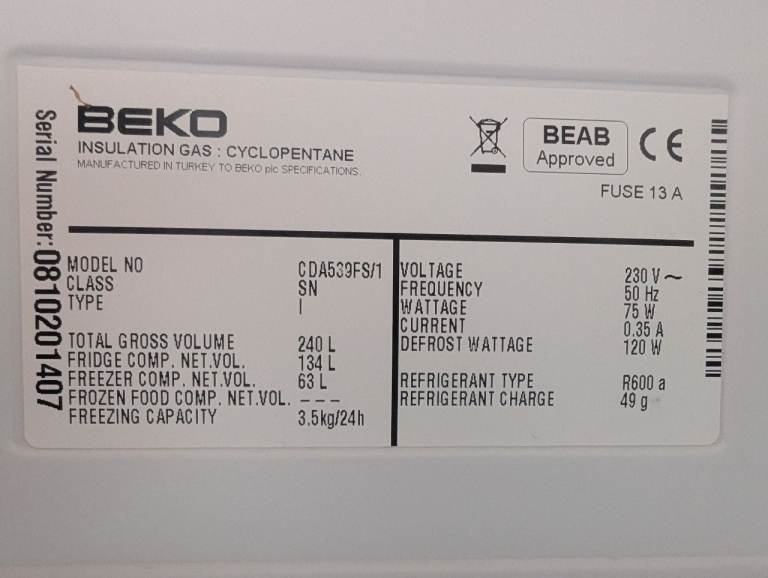 BEKO
INSULATION GAS : CYCLOPENTANE
MANUFACTURED IN TURKEY TO BEKO plc SPECIFICATIONS.
BEAB
Approved
CE
FUSE 13 A
Serial Number:0810201407
MODEL NO CDA539FS/1
CLASS SN
TYPE I
TOTAL GROSS VOLUME 240 L
FRIDGE COMP. NET.VOL. 134 L
FREEZER COMP. NET.VOL. 63 L
FROZEN FOOD COMP. NET.VOL. - - -
FREEZING CAPACITY 3,5kg/24h
VOLTAGE 230 V ~
FREQUENCY 50 Hz
WATTAGE 75 W
CURRENT 0.35 A
DEFROST WATTAGE 120 W
REFRIGERANT TYPE R600 a
REFRIGERANT CHARGE 49 g